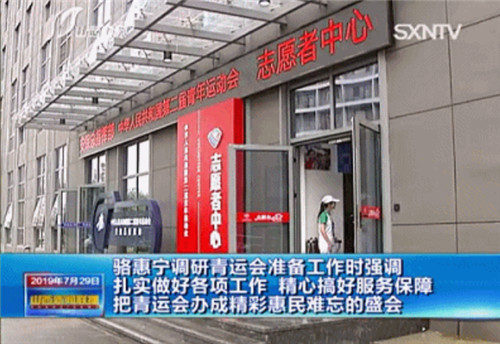 SXNTV
志愿者中心
中华人民共和国第二届青年运动会
志愿者中心
2019年7月29日
山西新闻联播
骆惠宁调研青运会准备工作时强调
扎实做好各项工作 精心搞好服务保障
把青运会办成精彩惠民难忘的盛会